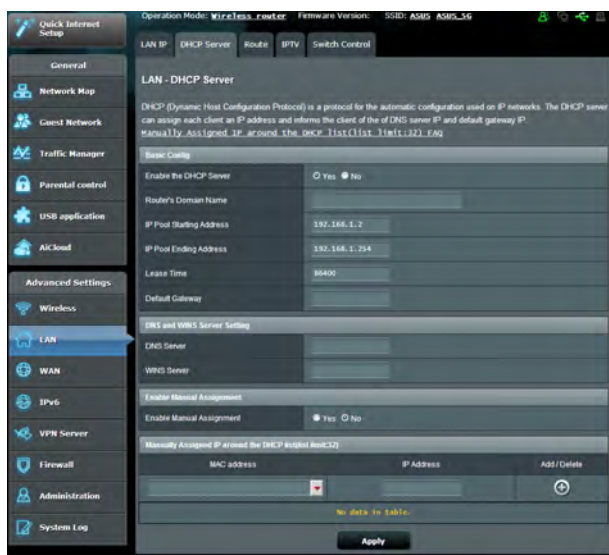 Operation Mode: Wireless router Firmware Version: SSID: ASUS ASUS_5G
Quick Internet Setup
LAN IP DHCP Server Route IPTV Switch Control
General
Network Map
Guest Network
Traffic Manager
Parental control
USB application
AiCloud
Advanced Settings
Wireless
LAN
WAN
IPv6
VPN Server
Firewall
Administration
System Log
LAN - DHCP Server
DHCP (Dynamic Host Configuration Protocol) is a protocol for the automatic configuration used on IP networks. The DHCP server
can assign each client an IP address and informs the client of the of DNS server IP and default gateway IP.
Manually Assigned IP around the DHCP list(list limit:32) FAQ
Basic Config
Enable the DHCP Server Yes No
Router's Domain Name
IP Pool Starting Address 192.168.1.2
IP Pool Ending Address 192.168.1.254
Lease Time 86400
Default Gateway
DNS and WINS Server Setting
DNS Server
WINS Server
Enable Manual Assignment
Enable Manual Assignment Yes No
Manually Assigned IP around the DHCP list(list limit:32)
MAC address IP Address Add / Delete
No data in table.
Apply